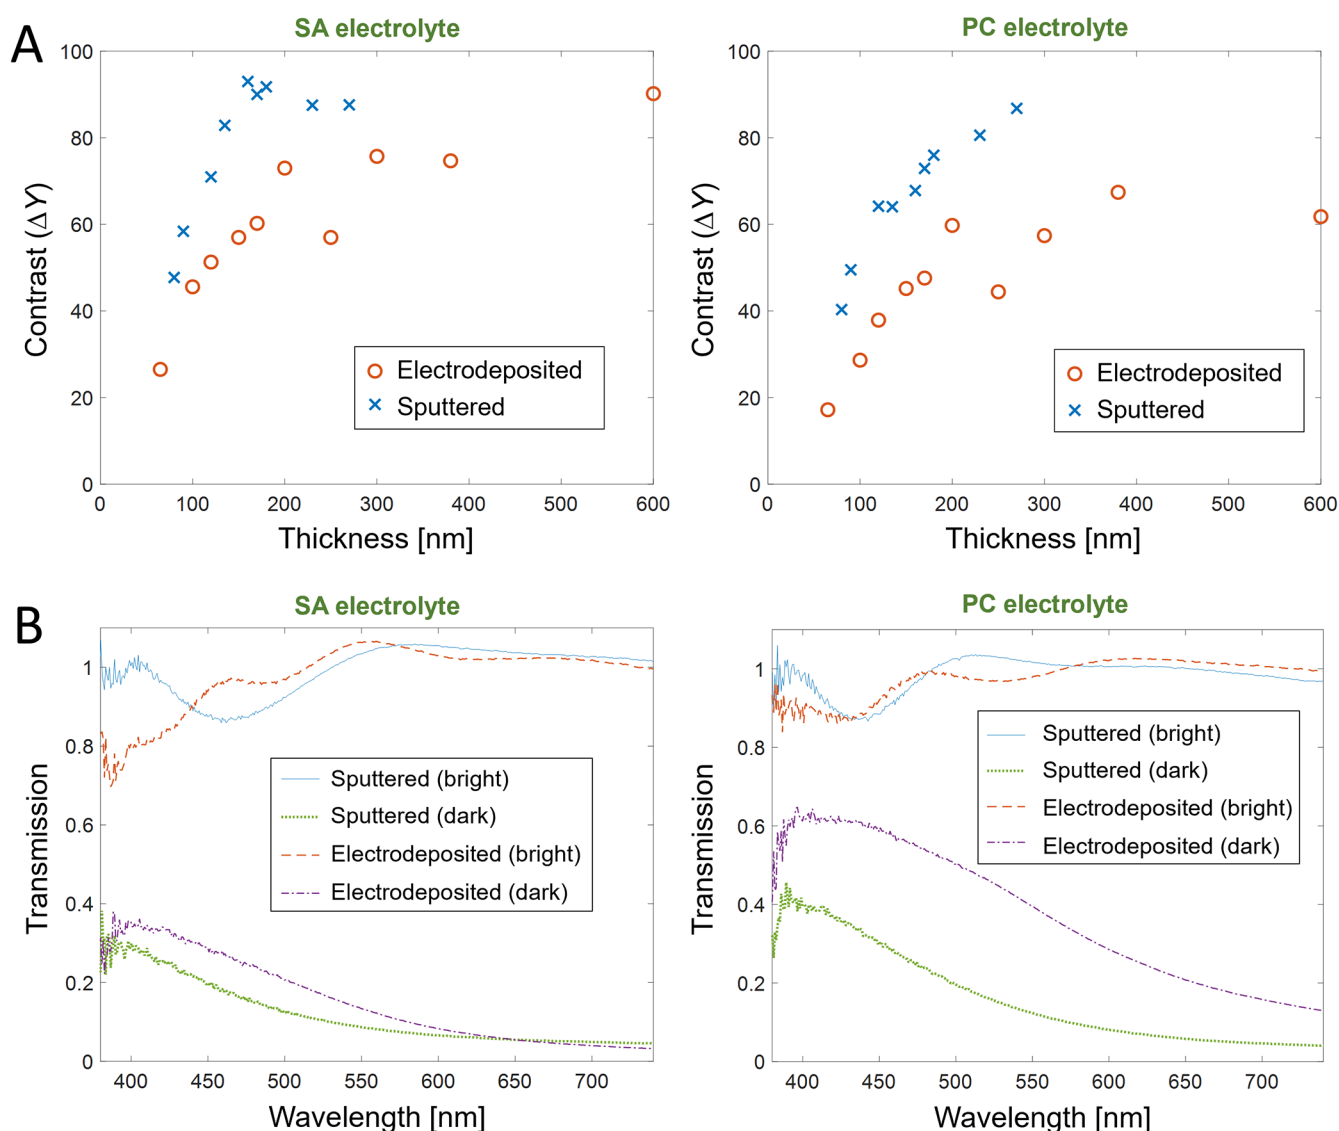 A
SA electrolyte
100
80
60
40
20
0
Contrast (ΔY)
Electrodeposited
Sputtered
0 100 200 300 400 500 600
Thickness [nm]
PC electrolyte
100
80
60
40
20
0
Contrast (ΔY)
Electrodeposited
Sputtered
0 100 200 300 400 500 600
Thickness [nm]
B
SA electrolyte
1
0.8
0.6
0.4
0.2
0
Transmission
Sputtered (bright)
Sputtered (dark)
Electrodeposited (bright)
Electrodeposited (dark)
400 450 500 550 600 650 700
Wavelength [nm]
PC electrolyte
1
0.8
0.6
0.4
0.2
0
Transmission
Sputtered (bright)
Sputtered (dark)
Electrodeposited (bright)
Electrodeposited (dark)
400 450 500 550 600 650 700
Wavelength [nm]